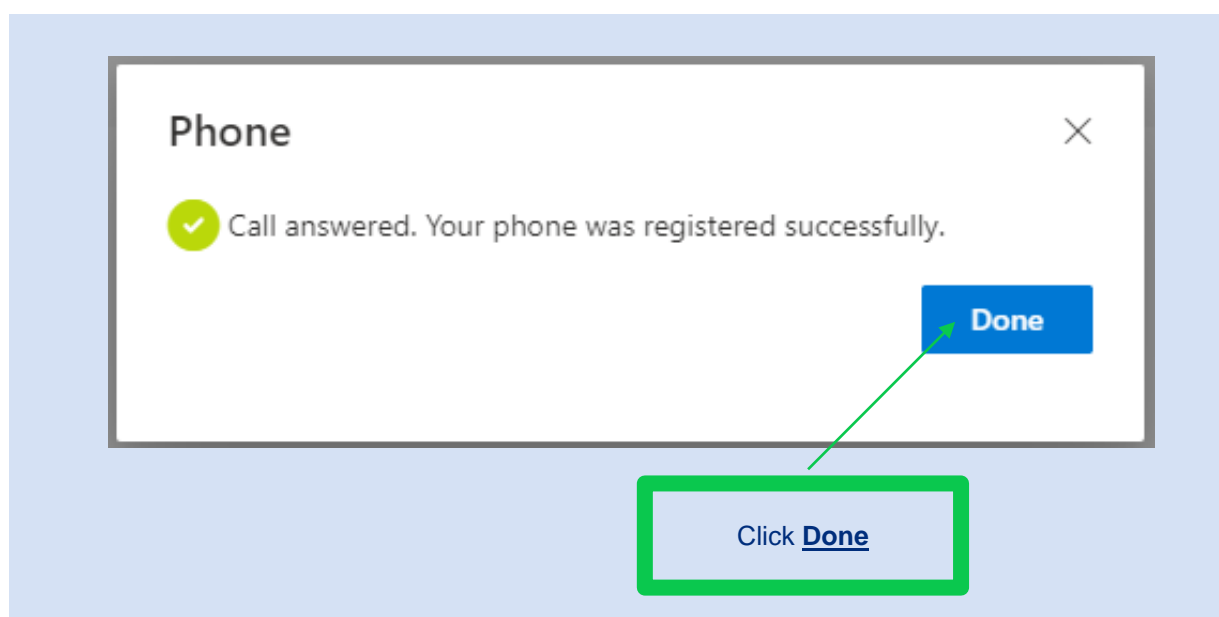 Phone
Call answered. Your phone was registered successfully.
Done
Click Done